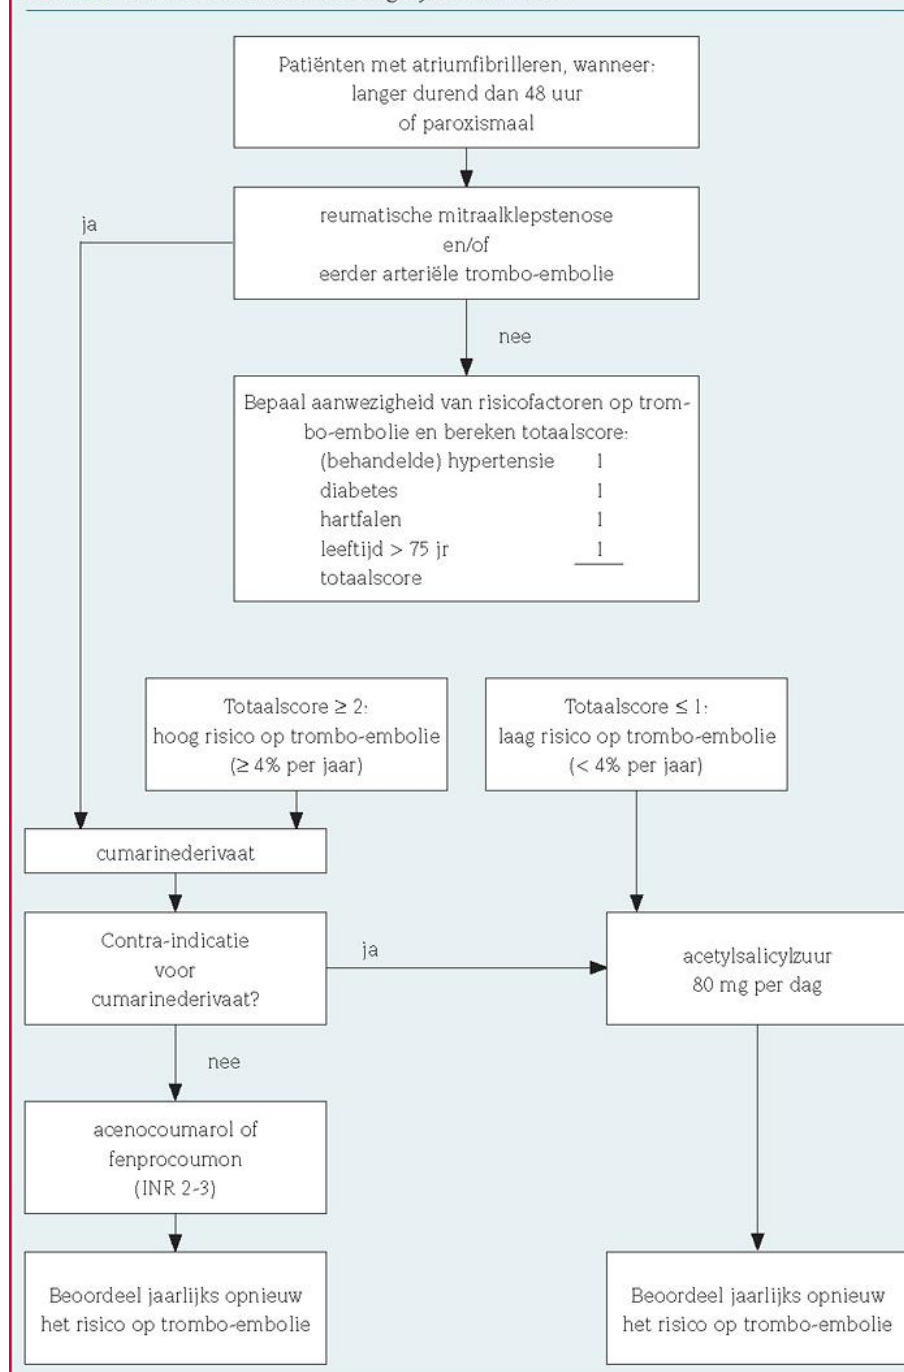 Patiënten met atriumfibrilleren, wanneer:
langer durend dan 48 uur
of paroxismaal
reumatische mitraalklepstenose
en/of
eerder arteriële trombo-embolie
ja
nee
Bepaal aanwezigheid van risicofactoren op trom-
bo-embolie en bereken totaalscore:
(behandelde) hypertensie 1
diabetes 1
hartfalen 1
leeftijd > 75 jr 1
totaalscore
Totaalscore ≥ 2:
hoog risico op trombo-embolie
(≥ 4% per jaar)
Totaalscore ≤ 1:
laag risico op trombo-embolie
(< 4% per jaar)
cumarinederivaat
Contra-indicatie
voor
cumarinederivaat?
ja
acetylsalicylzuur
80 mg per dag
nee
acenocoumarol of
fenprocoumon
(INR 2-3)
Beoordeel jaarlijks opnieuw
het risico op trombo-embolie
Beoordeel jaarlijks opnieuw
het risico op trombo-embolie